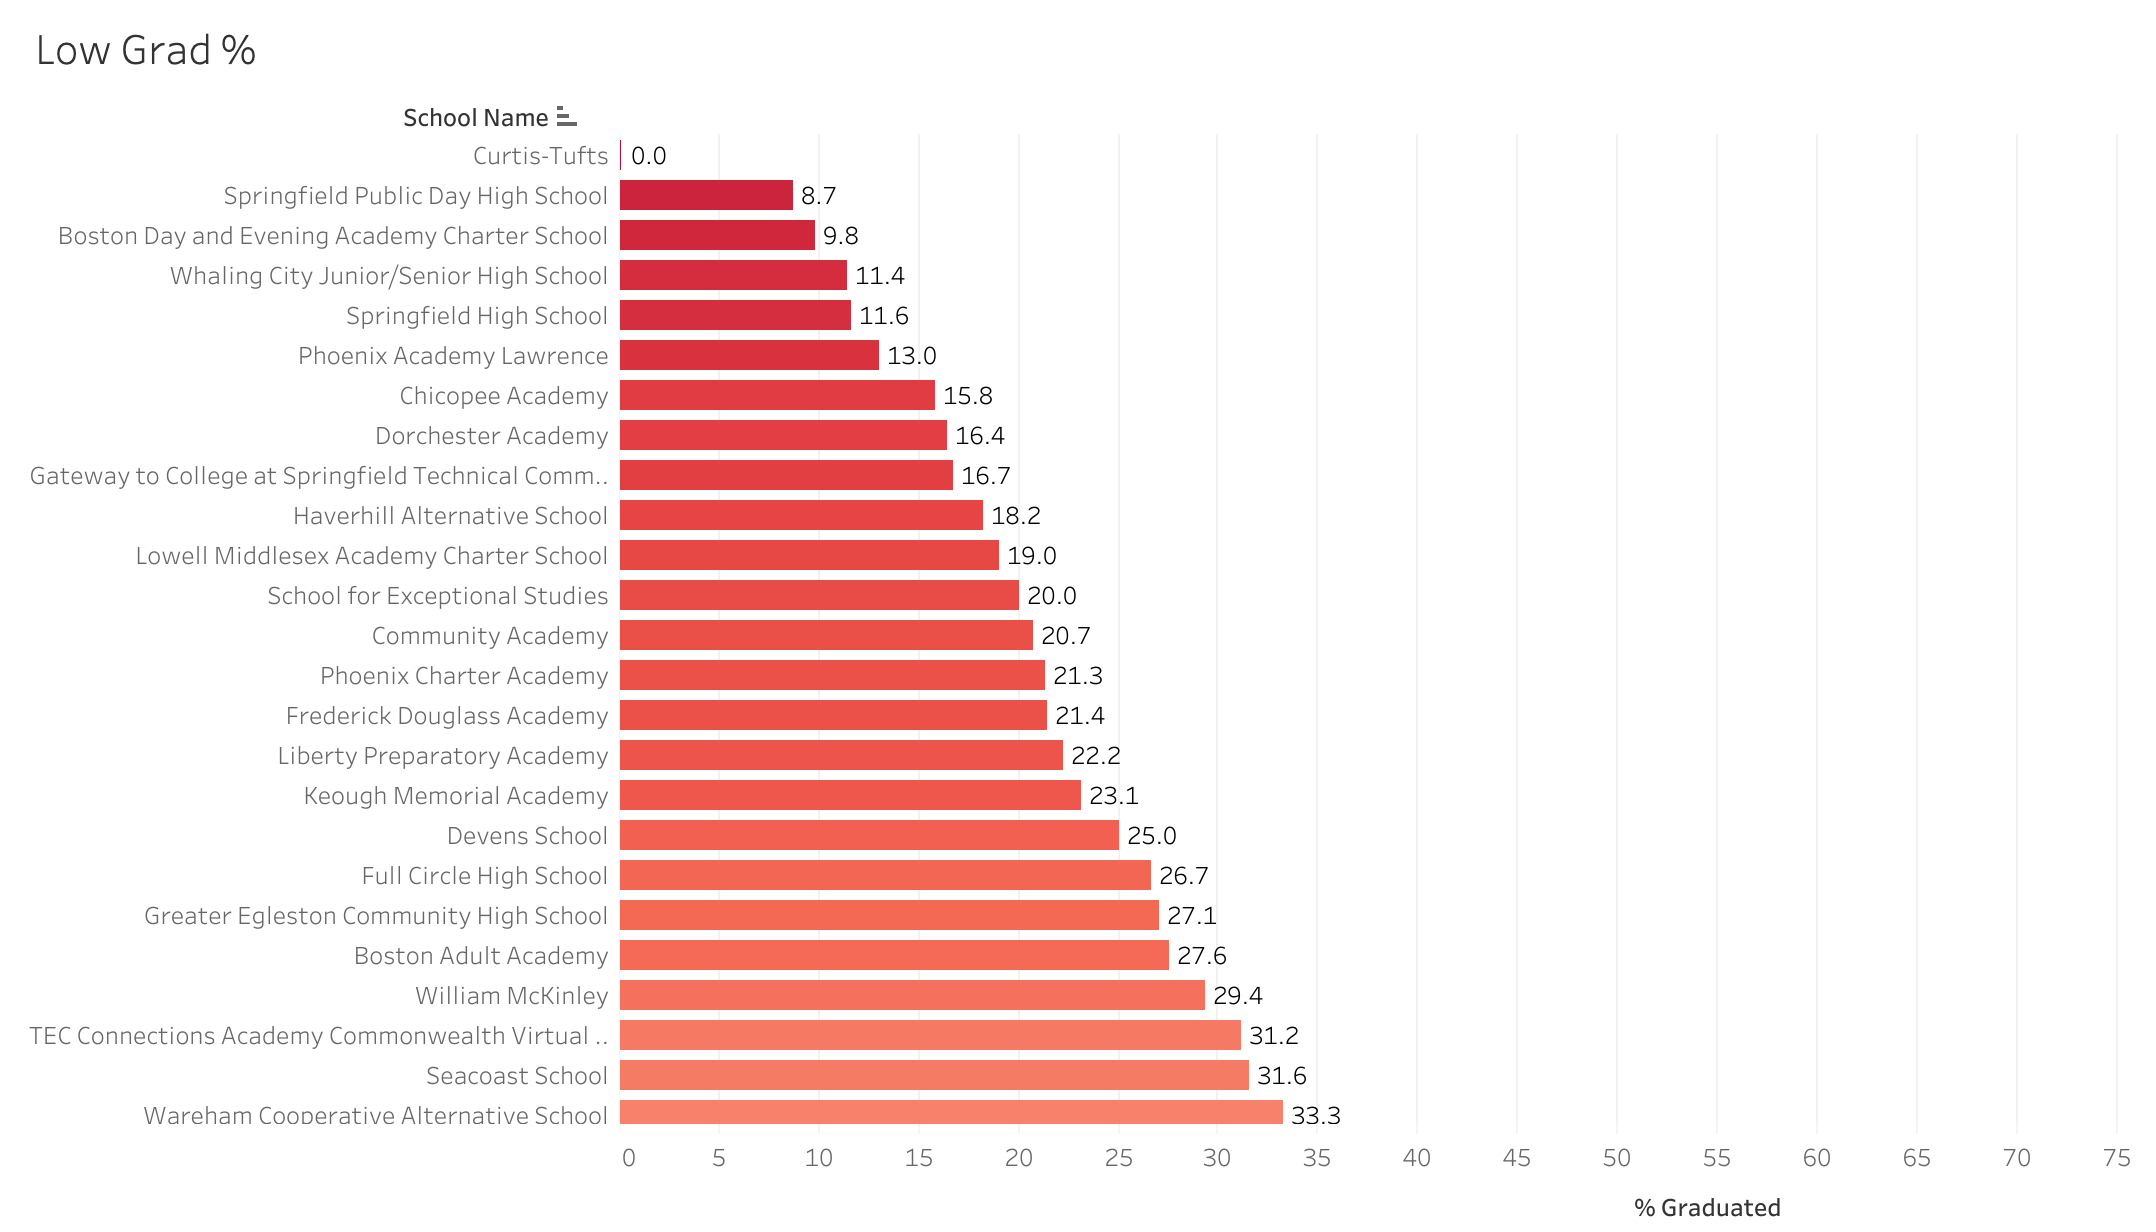 Low Grad %
School Name
Curtis-Tufts 0.0
Springfield Public Day High School 8.7
Boston Day and Evening Academy Charter School 9.8
Whaling City Junior/Senior High School 11.4
Springfield High School 11.6
Phoenix Academy Lawrence 13.0
Chicopee Academy 15.8
Dorchester Academy 16.4
Gateway to College at Springfield Technical Comm.. 16.7
Haverhill Alternative School 18.2
Lowell Middlesex Academy Charter School 19.0
School for Exceptional Studies 20.0
Community Academy 20.7
Phoenix Charter Academy 21.3
Frederick Douglass Academy 21.4
Liberty Preparatory Academy 22.2
Keough Memorial Academy 23.1
Devens School 25.0
Full Circle High School 26.7
Greater Egleston Community High School 27.1
Boston Adult Academy 27.6
William McKinley 29.4
TEC Connections Academy Commonwealth Virtual .. 31.2
Seacoast School 31.6
Wareham Cooperative Alternative School 33.3
0 5 10 15 20 25 30 35 40 45 50 55 60 65 70 75
% Graduated